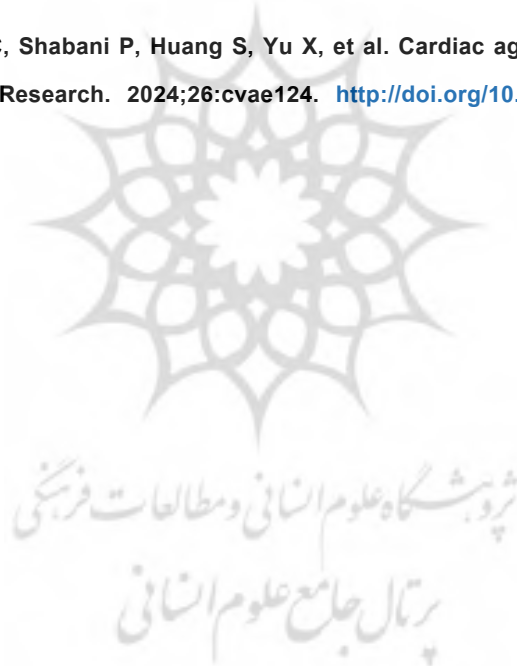 , Shabani P, Huang S, Yu X, et al. Cardiac ag
Research. 2024;26:cvae124. http://doi.org/10.
پژوهشگاه علوم انسانی و مطالعات فرهنگی
پرتال جامع علوم انسانی